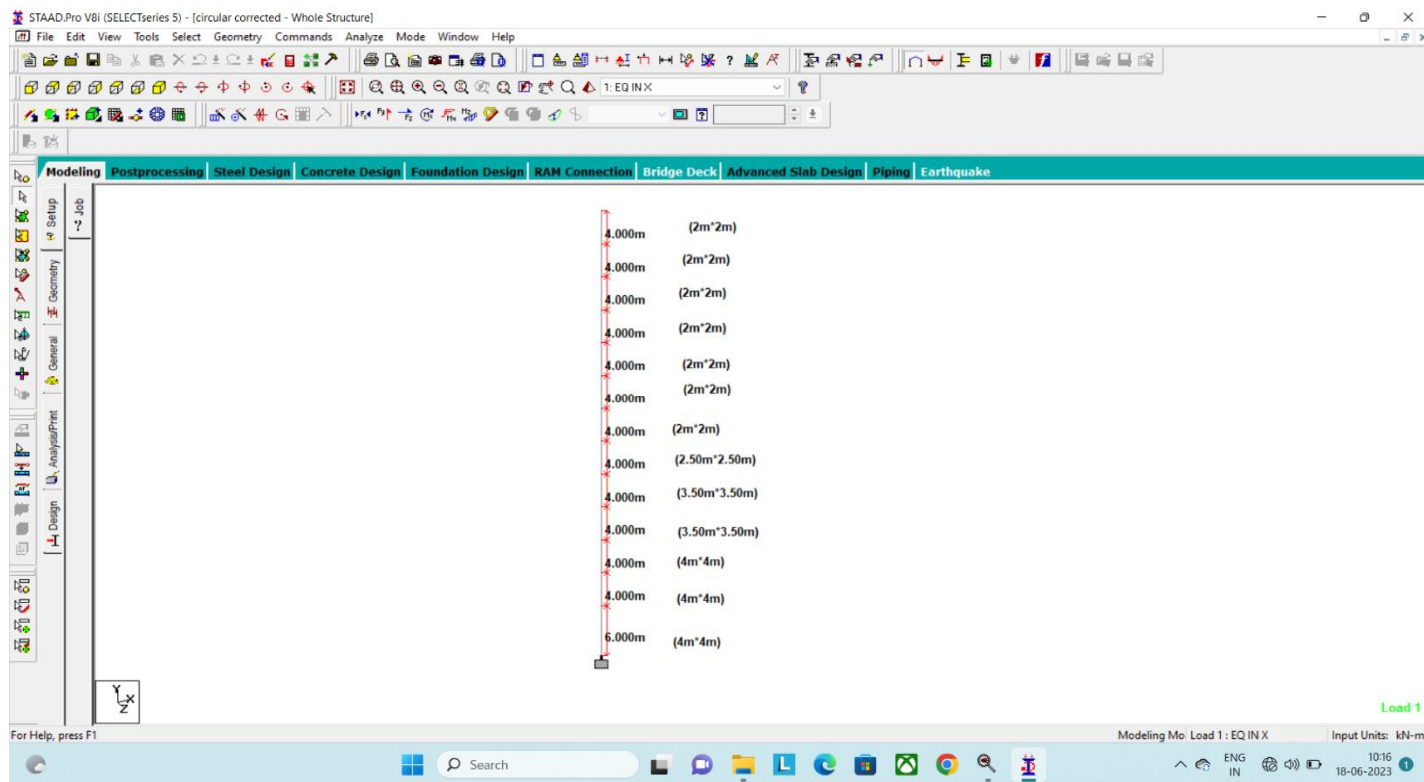 STAAD.Pro V8i (SELECTseries 5) - [circular corrected - Whole Structure]
File Edit View Tools Select Geometry Commands Analyze Mode Window Help
1: EQ IN X
Modeling Postprocessing Steel Design Concrete Design Foundation Design RAM Connection Bridge Deck Advanced Slab Design Piping Earthquake
Setup
Geometry
General
Analysis/Print
Design
? Job
4.000m (2m*2m)
4.000m (2m*2m)
4.000m (2m*2m)
4.000m (2m*2m)
4.000m (2m*2m)
4.000m (2m*2m)
4.000m (2m*2m)
4.000m (2.50m*2.50m)
4.000m (3.50m*3.50m)
4.000m (3.50m*3.50m)
4.000m (4m*4m)
4.000m (4m*4m)
6.000m (4m*4m)
Y
X
Z
Load 1
For Help, press F1
Modeling Mo Load 1 : EQ IN X Input Units: kN-m
Search
ENG
IN
10:16
18-06-2023
1